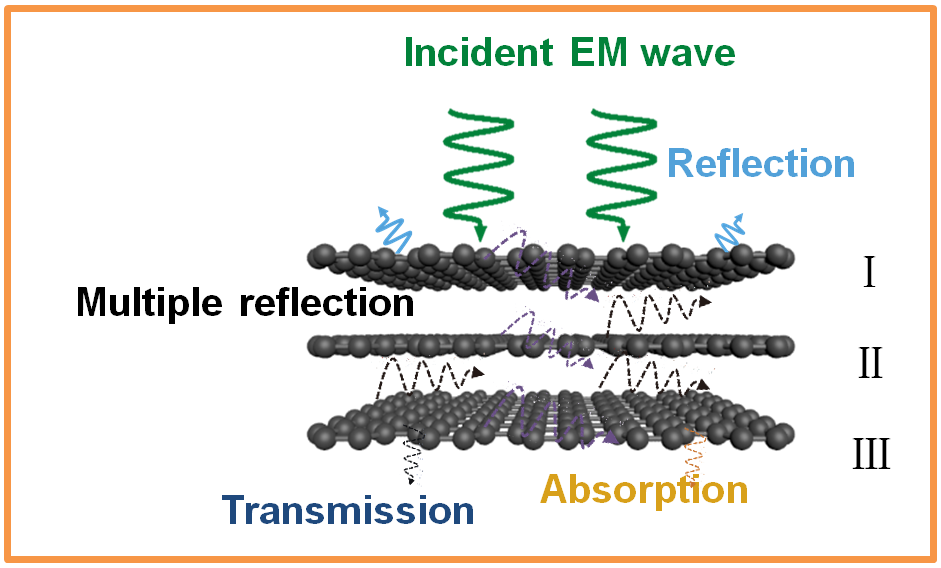 Incident EM wave
Reflection
I
Multiple reflection
II
III
Absorption
Transmission